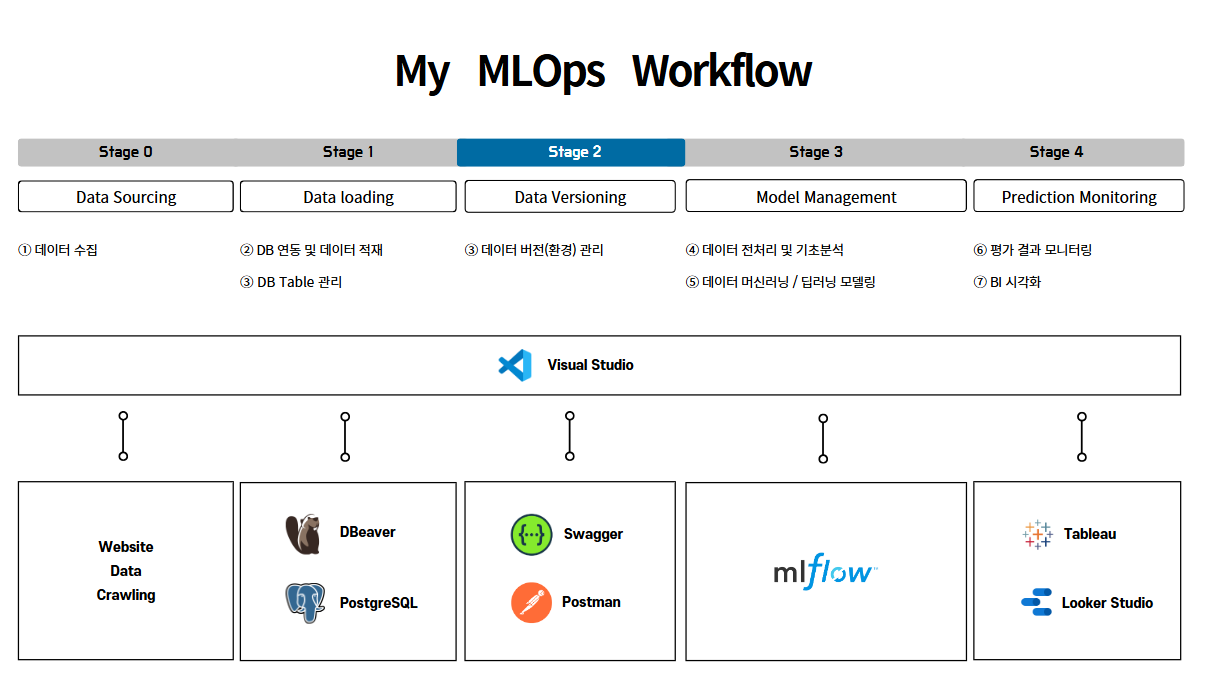 My MLOps Workflow
Stage 0
Stage 1
Stage 2
Stage 3
Stage 4
Data Sourcing
Data loading
Data Versioning
Model Management
Prediction Monitoring
① 데이터 수집
② DB 연동 및 데이터 적재
③ DB Table 관리
③ 데이터 버전(환경) 관리
④ 데이터 전처리 및 기초분석
⑤ 데이터 머신러닝 / 딥러닝 모델링
⑥ 평가 결과 모니터링
⑦ BI 시각화
Visual Studio
Website
Data
Crawling
DBeaver
PostgreSQL
Swagger
Postman
mlflow™
Tableau
Looker Studio